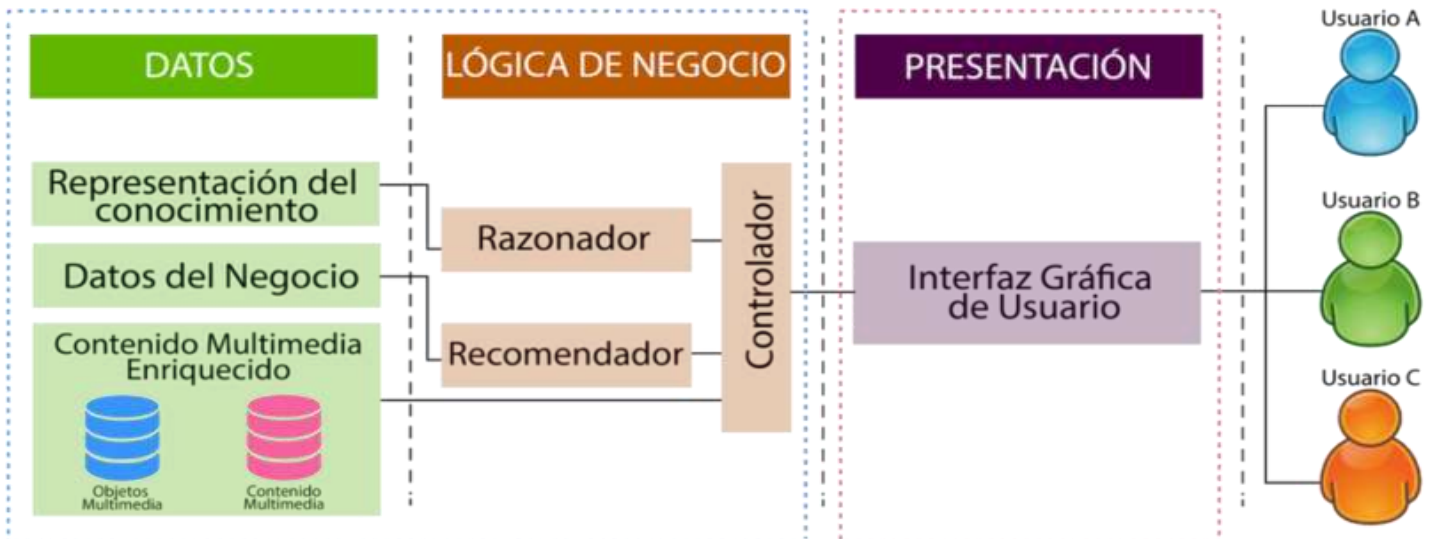 DATOS
Representación del
conocimiento
Datos del Negocio
Contenido Multimedia
Enriquecido
Objetos
Multimedia
Contenido
Multimedia
LÓGICA DE NEGOCIO
Razonador
Recomendador
Controlador
PRESENTACIÓN
Interfaz Gráfica
de Usuario
Usuario A
Usuario B
Usuario C